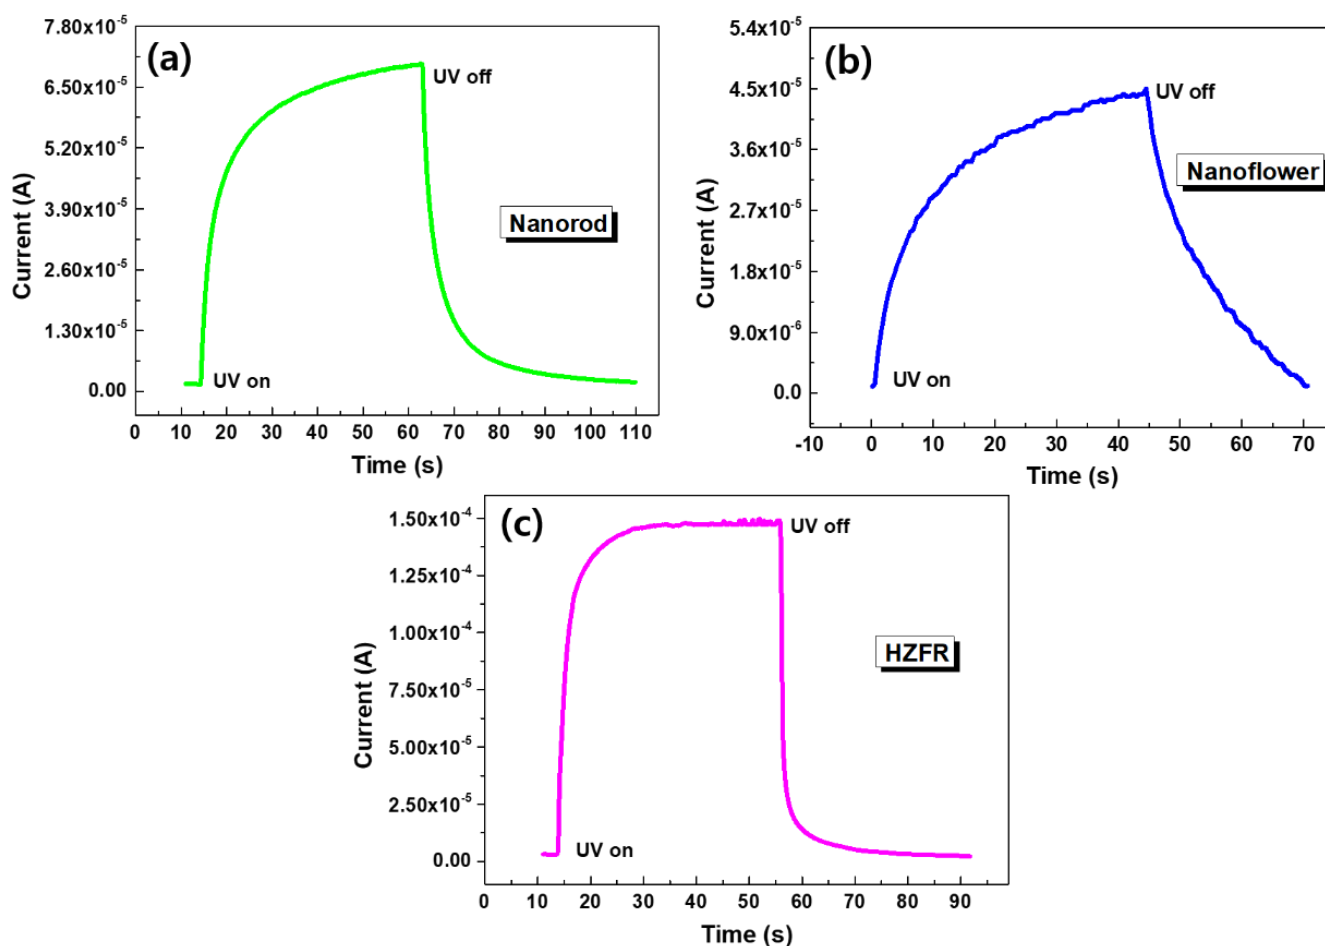 (a)
7.80x10⁻⁵
6.50x10⁻⁵
5.20x10⁻⁵
3.90x10⁻⁵
2.60x10⁻⁵
1.30x10⁻⁵
0.00
Current (A)
UV off
Nanorod
UV on
0 10 20 30 40 50 60 70 80 90 100 110
Time (s)
(b)
5.4x10⁻⁵
4.5x10⁻⁵
3.6x10⁻⁵
2.7x10⁻⁵
1.8x10⁻⁵
9.0x10⁻⁶
0.0
Current (A)
UV off
Nanoflower
UV on
-10 0 10 20 30 40 50 60 70
Time (s)
(c)
1.50x10⁻⁴
1.25x10⁻⁴
1.00x10⁻⁴
7.50x10⁻⁵
5.00x10⁻⁵
2.50x10⁻⁵
0.00
Current (A)
UV off
HZFR
UV on
0 10 20 30 40 50 60 70 80 90
Time (s)